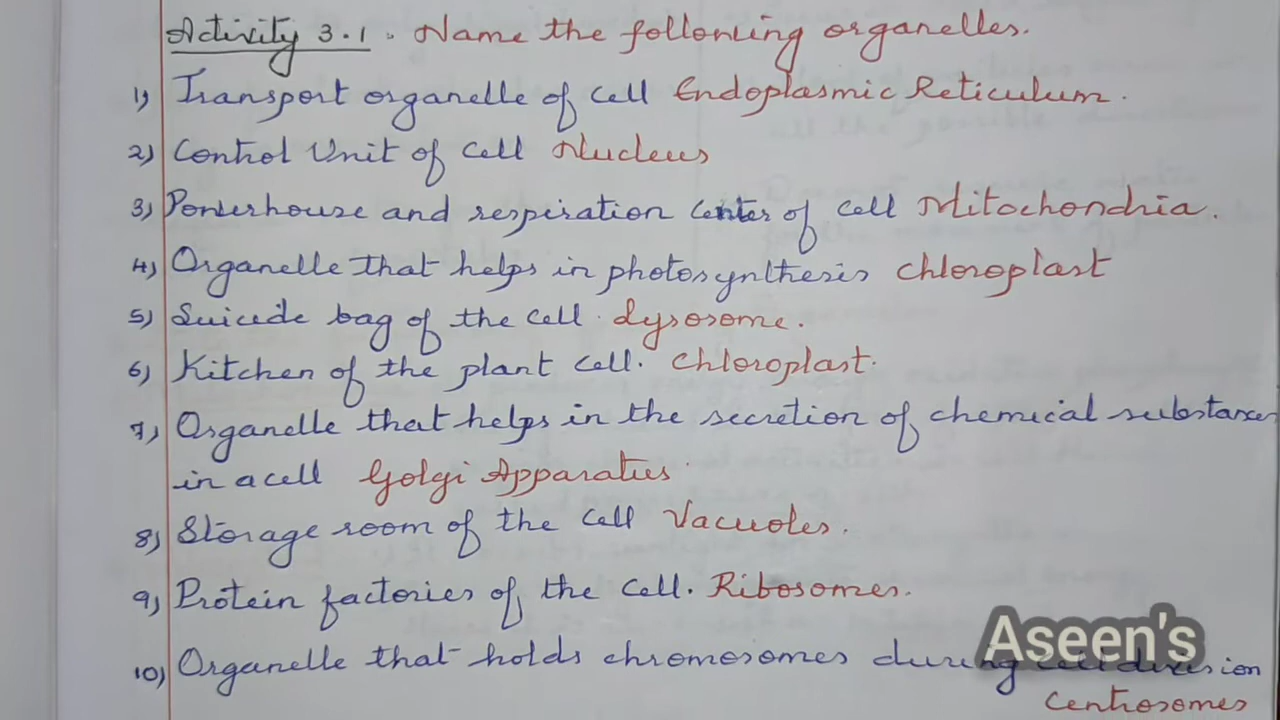 Activity 3.1. Name the following organelles.
1) Transport organelle of cell Endoplasmic Reticulum.
2) Control Unit of cell Nucleus
3) Powerhouse and respiration center of cell Mitochondria.
4) Organelle that helps in photosynthesis chloroplast
5) Suicide bag of the cell. Lysosome.
6) Kitchen of the plant cell. Chloroplast.
7) Organelle that helps in the secretion of chemical substances
in a cell Golgi Apparatus.
8) Storage room of the cell Vacuoles.
9) Protein factories of the cell. Ribosomes.
Aseen's
10) Organelle that holds chromosomes during cell division
Centrosomes